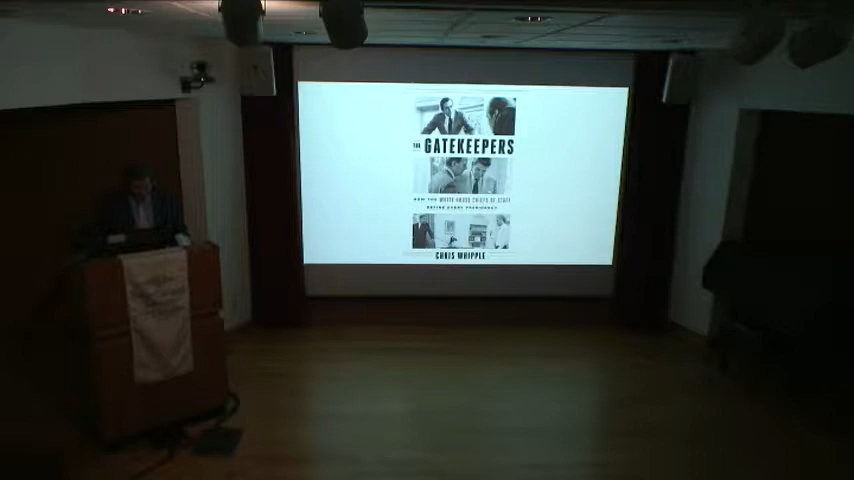 THE GATEKEEPERS
HOW THE WHITE HOUSE CHIEFS OF STAFF
DEFINE EVERY PRESIDENCY
CHRIS WHIPPLE